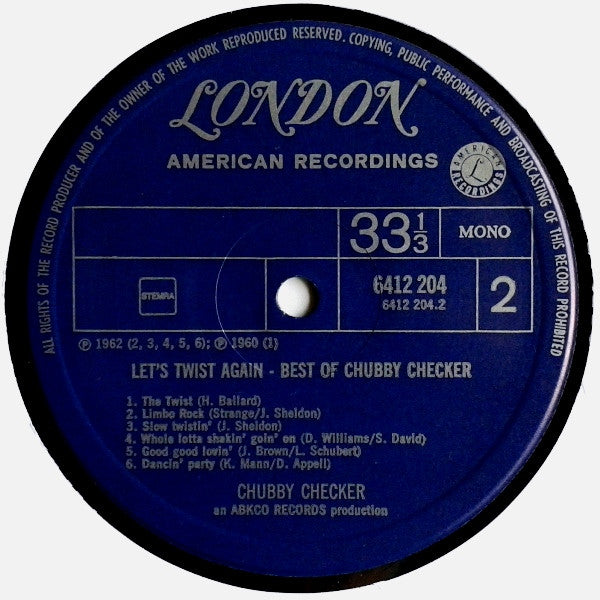 ALL RIGHTS OF THE RECORD PRODUCER AND OF THE OWNER OF THE WORK REPRODUCED RESERVED. COPYING, PUBLIC PERFORMANCE AND BROADCASTING OF THIS RECORD PROHIBITED
LONDON
AMERICAN RECORDINGS
AMERICAN
L
RECORDINGS
33⅓
MONO
STEMRA
6412 204
6412 204.2
2
℗ 1962 (2, 3, 4, 5, 6); ℗ 1960 (1)
LET'S TWIST AGAIN - BEST OF CHUBBY CHECKER
1. The Twist (H. Ballard)
2. Limbo Rock (Strange/J. Sheldon)
3. Slow twistin' (J. Sheldon)
4. Whole lotta shakin' goin' on (D. Williams/S. David)
5. Good good lovin' (J. Brown/L. Schubert)
6. Dancin' party (K. Mann/D. Appell)
CHUBBY CHECKER
an ABKCO RECORDS production